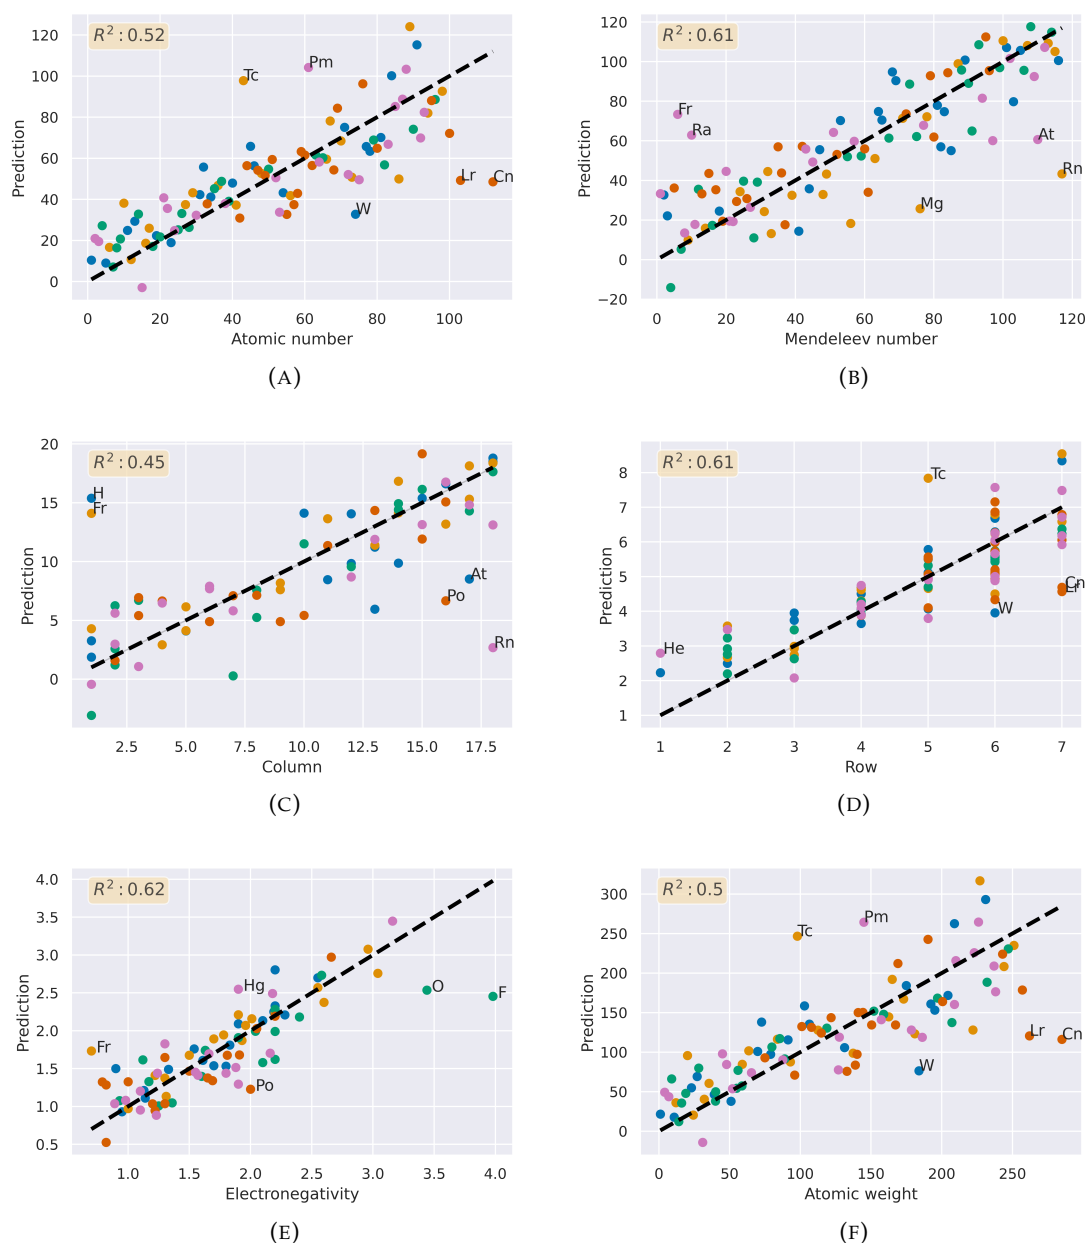 R² : 0.52
Tc
Pm
W
Lr
Cn
120
100
80
60
40
20
0
0 20 40 60 80 100
Prediction
Atomic number
(A)
R² : 0.61
Fr
Ra
Mg
At
Rn
120
100
80
60
40
20
0
−20
0 20 40 60 80 100 120
Prediction
Mendeleev number
(B)
R² : 0.45
H
Fr
At
Po
Rn
20
15
10
5
0
2.5 5.0 7.5 10.0 12.5 15.0 17.5
Prediction
Column
(C)
R² : 0.61
Tc
He
W
Cn
Lr
8
7
6
5
4
3
2
1
1 2 3 4 5 6 7
Prediction
Row
(D)
R² : 0.62
Hg
O
F
Fr
Po
4.0
3.5
3.0
2.5
2.0
1.5
1.0
0.5
1.0 1.5 2.0 2.5 3.0 3.5 4.0
Prediction
Electronegativity
(E)
R² : 0.5
Tc
Pm
W
Lr
Cn
300
250
200
150
100
50
0
0 50 100 150 200 250
Prediction
Atomic weight
(F)